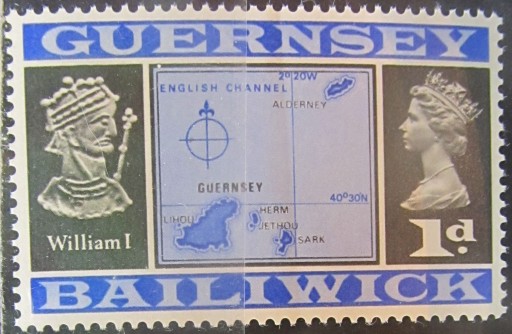 GUERNSEY
2° 20W
ENGLISH CHANNEL
ALDERNEY
GUERNSEY
40°30N
LIHOU
HERM
JETHOU
SARK
William I
1d.
BAILIWICK